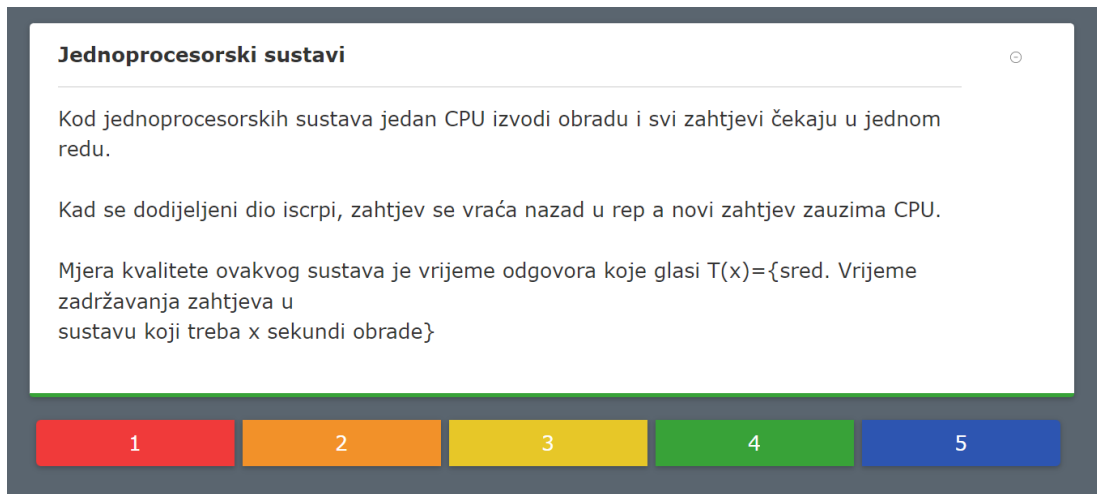 Jednoprocesorski sustavi
Kod jednoprocesorskih sustava jedan CPU izvodi obradu i svi zahtjevi čekaju u jednom
redu.
Kad se dodijeljeni dio iscrpi, zahtjev se vraća nazad u rep a novi zahtjev zauzima CPU.
Mjera kvalitete ovakvog sustava je vrijeme odgovora koje glasi T(x)={sred. Vrijeme
zadržavanja zahtjeva u
sustavu koji treba x sekundi obrade}
1 2 3 4 5